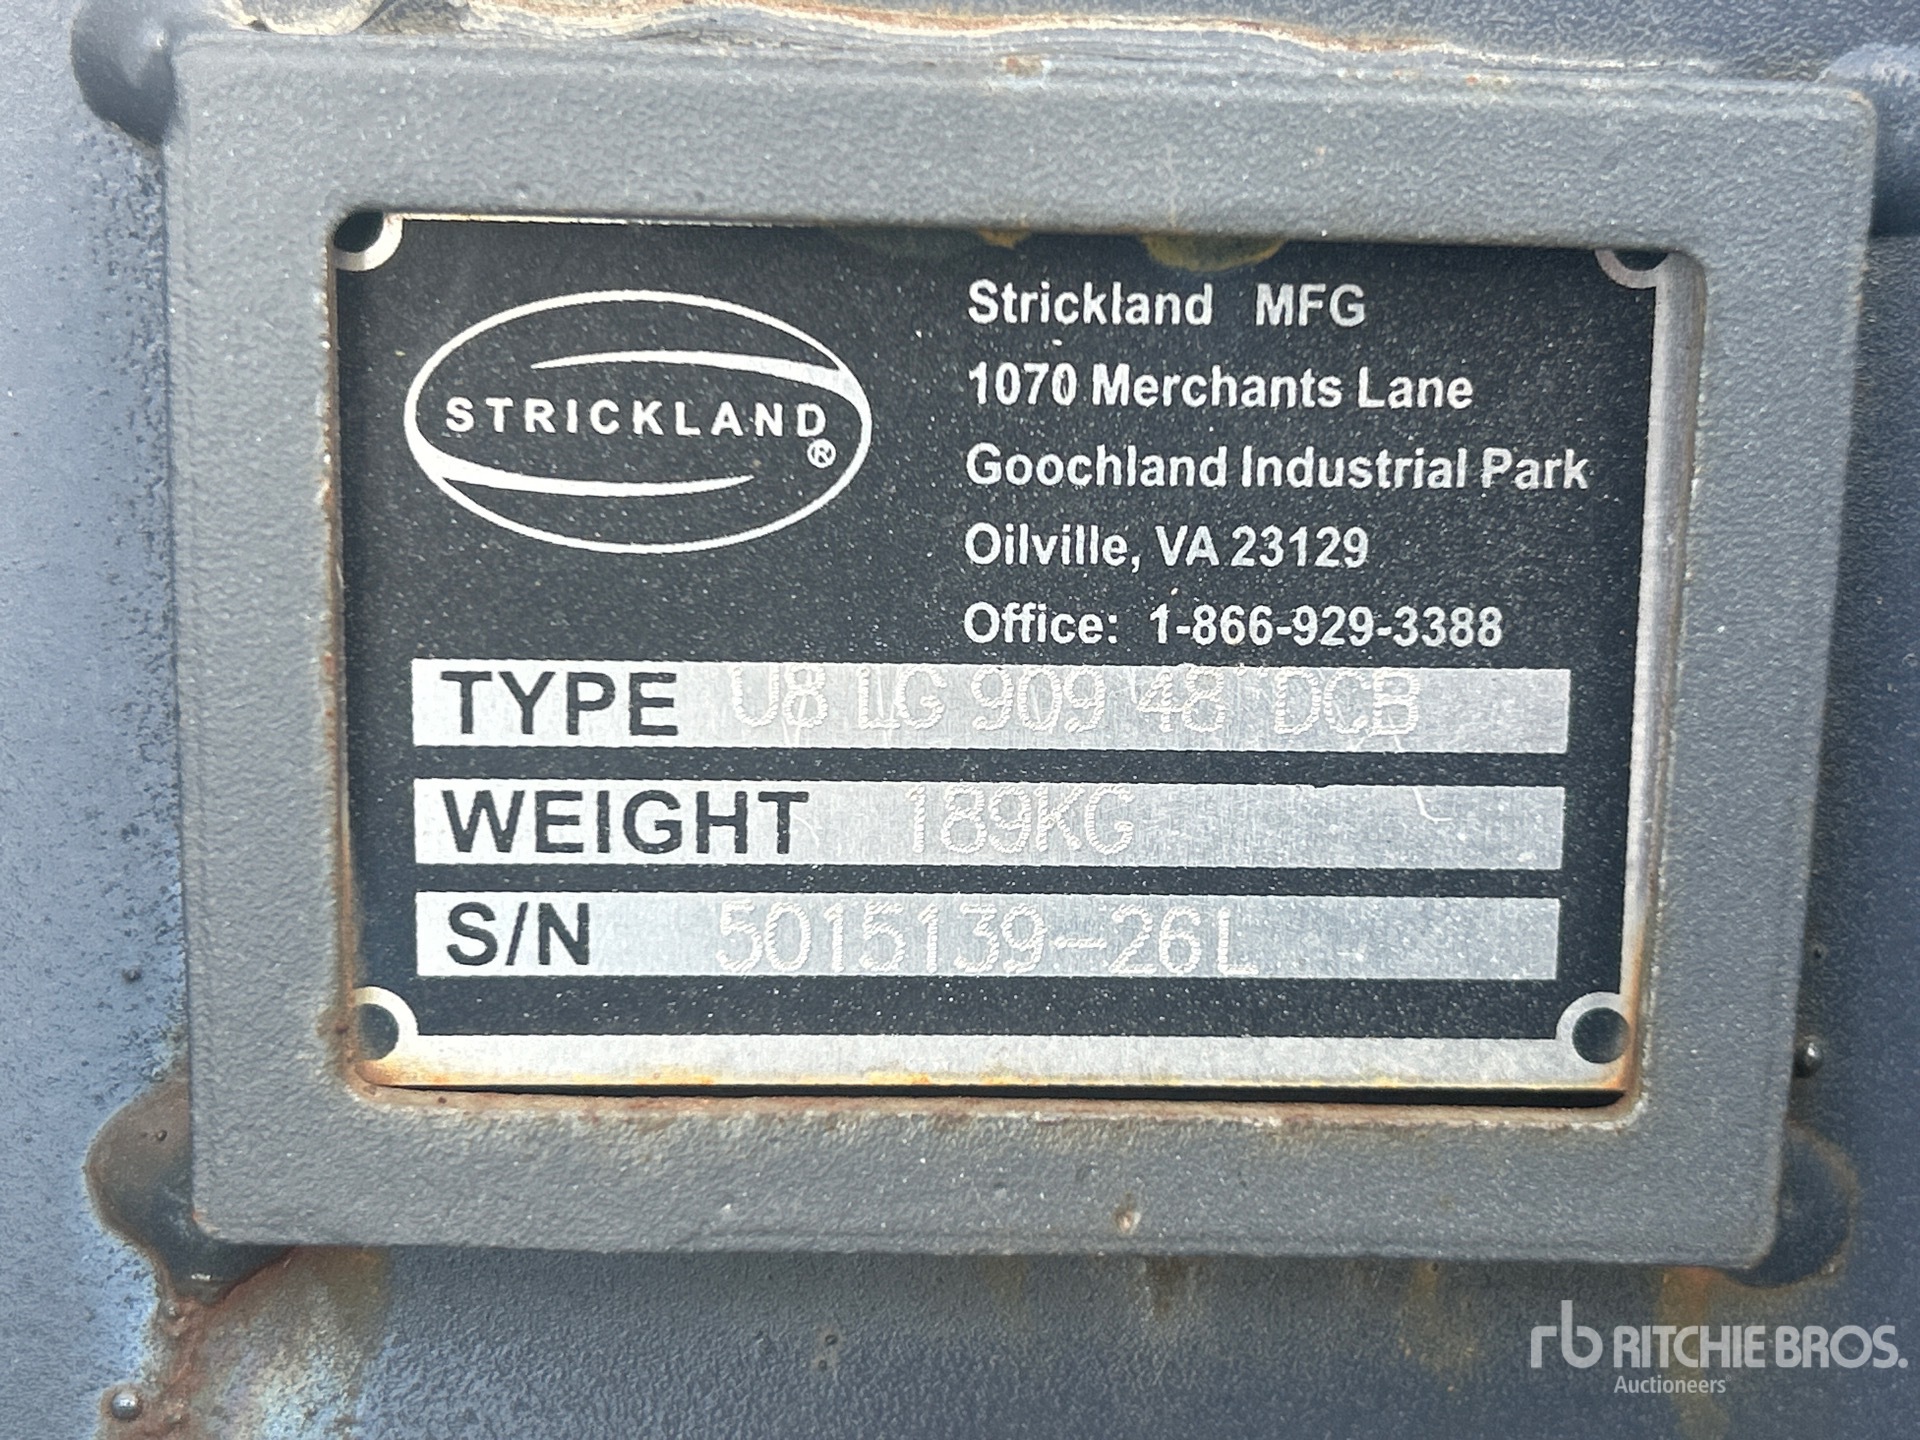 STRICKLAND®
Strickland MFG
1070 Merchants Lane
Goochland Industrial Park
Oilville, VA 23129
Office: 1-866-929-3388
TYPE U8 LG 909 48 DCB
WEIGHT 189KG
S/N 5015139-26L
rb RITCHIE BROS.
Auctioneers